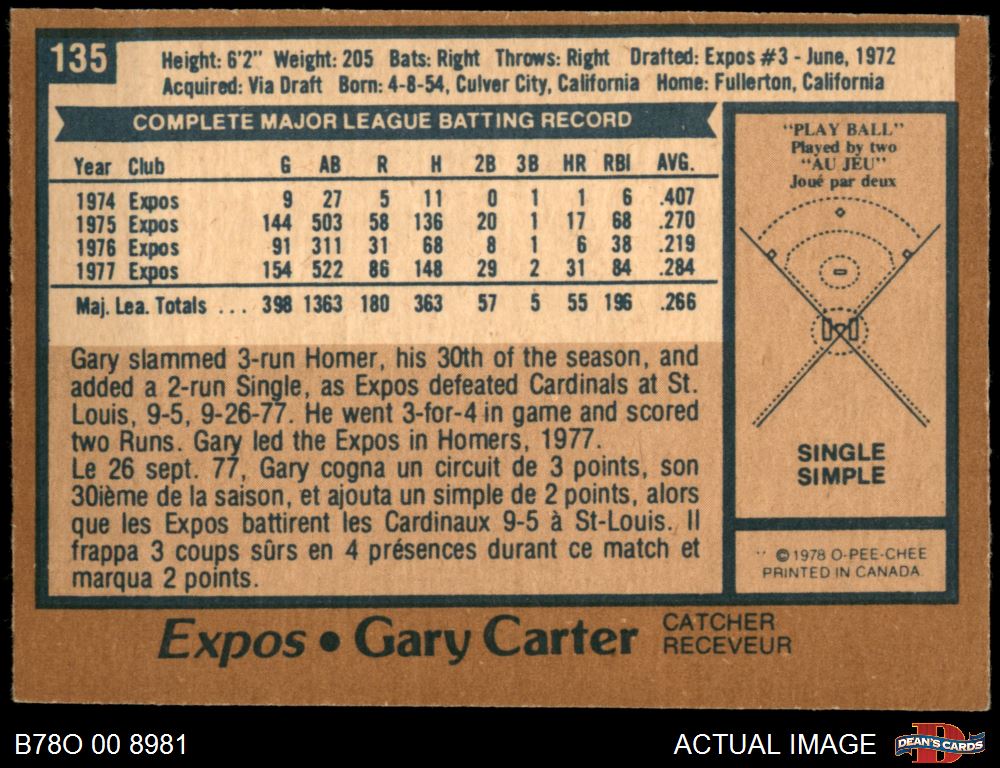 135
Height: 6'2" Weight: 205 Bats: Right Throws: Right Drafted: Expos #3 - June, 1972
Acquired: Via Draft Born: 4-8-54, Culver City, California Home: Fullerton, California
COMPLETE MAJOR LEAGUE BATTING RECORD
Year Club G AB R H 2B 3B HR RBI AVG.
1974 Expos 9 27 5 11 0 1 1 6 .407
1975 Expos 144 503 58 136 20 1 17 68 .270
1976 Expos 91 311 31 68 8 1 6 38 .219
1977 Expos 154 522 86 148 29 2 31 84 .284
Maj. Lea. Totals ... 398 1363 180 363 57 5 55 196 .266
Gary slammed 3-run Homer, his 30th of the season, and
added a 2-run Single, as Expos defeated Cardinals at St.
Louis, 9-5, 9-26-77. He went 3-for-4 in game and scored
two Runs. Gary led the Expos in Homers, 1977.
Le 26 sept. 77, Gary cogna un circuit de 3 points, son
30ième de la saison, et ajouta un simple de 2 points, alors
que les Expos battirent les Cardinaux 9-5 à St-Louis. Il
frappa 3 coups sûrs en 4 présences durant ce match et
marqua 2 points.
"PLAY BALL"
Played by two
"AU JEU"
Joué par deux
SINGLE
SIMPLE
** © 1978 O-PEE-CHEE
PRINTED IN CANADA.
Expos • Gary Carter
CATCHER
RECEVEUR
B78O 00 8981
ACTUAL IMAGE
D
DEAN'S CARDS